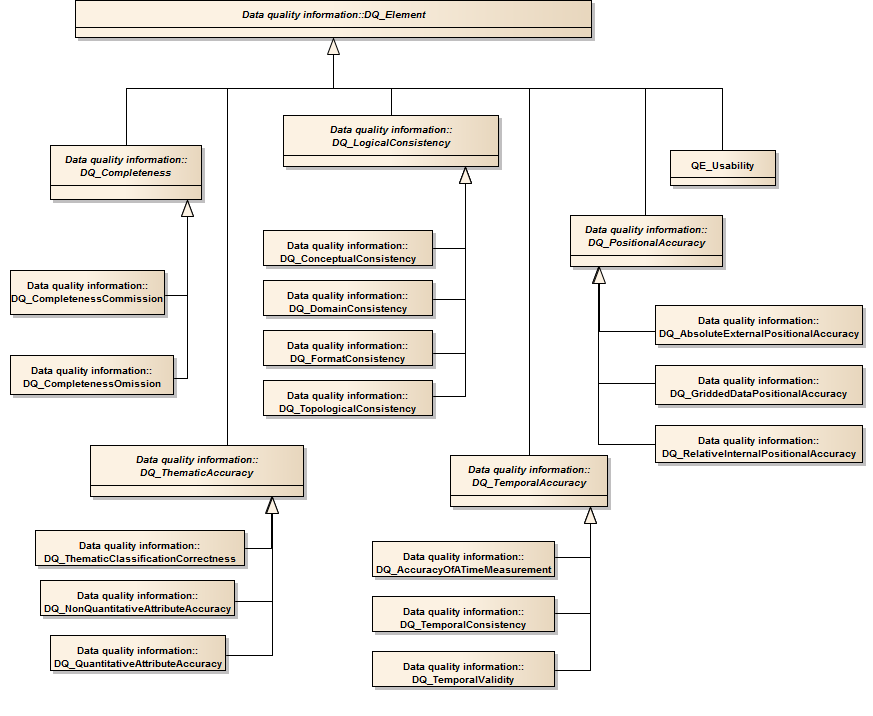 Data quality information::DQ_Element
Data quality information::
DQ_LogicalConsistency
Data quality information::
DQ_Completeness
QE_Usability
Data quality information::
DQ_PositionalAccuracy
Data quality information::
DQ_ConceptualConsistency
Data quality information::
DQ_CompletenessCommission
Data quality information::
DQ_DomainConsistency
Data quality information::
DQ_AbsoluteExternalPositionalAccuracy
Data quality information::
DQ_FormatConsistency
Data quality information::
DQ_CompletenessOmission
Data quality information::
DQ_GriddedDataPositionalAccuracy
Data quality information::
DQ_TopologicalConsistency
Data quality information::
DQ_RelativeInternalPositionalAccuracy
Data quality information::
DQ_ThematicAccuracy
Data quality information::
DQ_TemporalAccuracy
Data quality information::
DQ_ThematicClassificationCorrectness
Data quality information::
DQ_AccuracyOfATimeMeasurement
Data quality information::
DQ_NonQuantitativeAttributeAccuracy
Data quality information::
DQ_TemporalConsistency
Data quality information::
DQ_QuantitativeAttributeAccuracy
Data quality information::
DQ_TemporalValidity